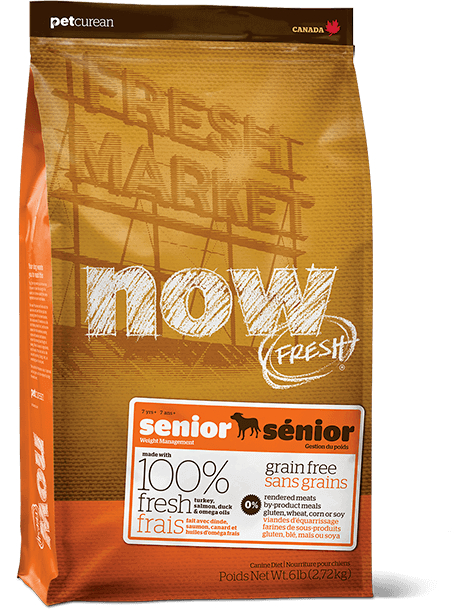 petcurean
CANADA
FRESH
MARKET
now
FRESH
7 yrs+ 7 ans+
senior sénior
Weight Management Gestion du poids
made with
100%
fresh
frais
turkey,
salmon, duck
& omega oils
fait avec dinde,
saumon, canard et
huiles d'oméga frais
grain free
sans grains
0%
rendered meats
by-product meals
gluten, wheat, corn or soy
viandes d'équarrissage
farines de sous-produits
gluten, blé, maïs ou soya
Canine Diet | Nourriture pour chiens
Poids Net Wt. 6lb (2,72kg)
petcurean
now